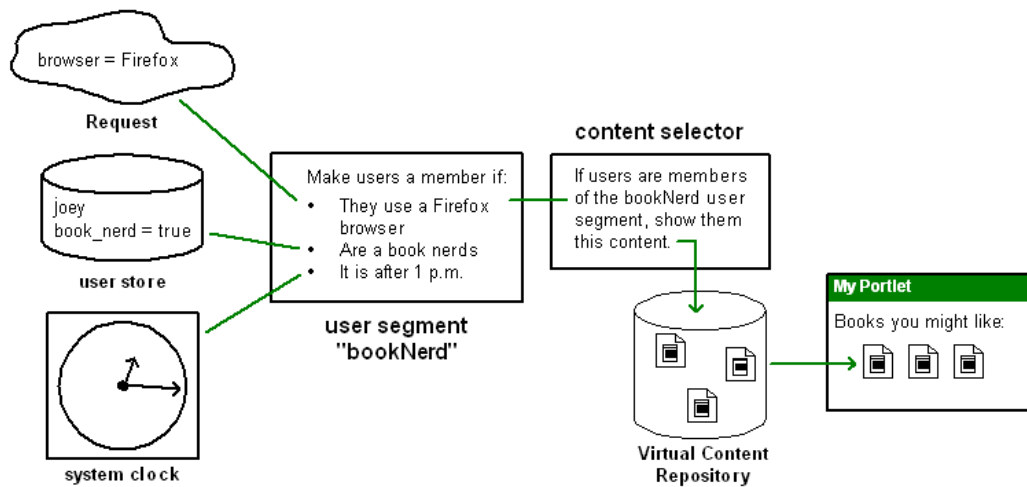 browser = Firefox
Request
joey
book_nerd = true
user store
system clock
Make users a member if:
• They use a Firefox
browser
• Are a book nerds
• It is after 1 p.m.
user segment
"bookNerd"
content selector
If users are members
of the bookNerd user
segment, show them
this content.
Virtual Content
Repository
My Portlet
Books you might like: